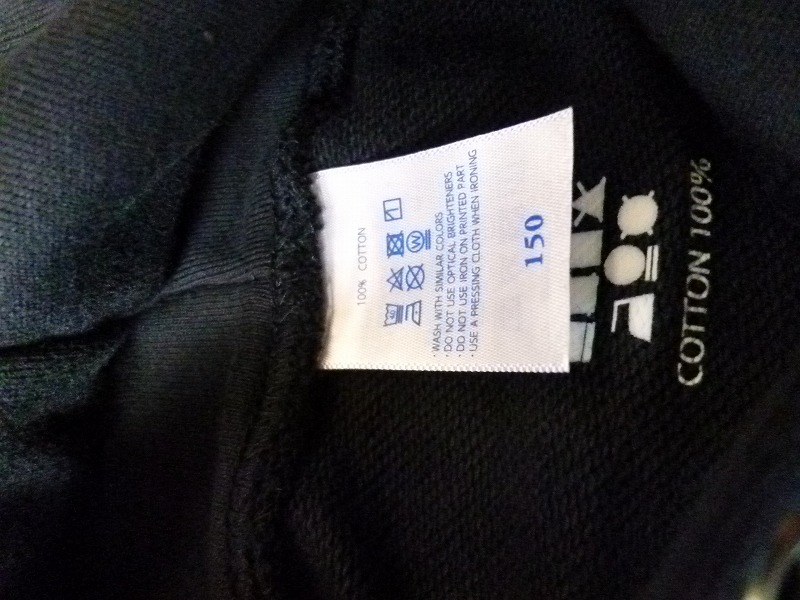 100% COTTON
・WASH WITH SIMILAR COLORS
・DO NOT USE OPTICAL BRIGHTENERS
・DO NOT USE IRON ON PRINTED PART
・USE A PRESSING CLOTH WHEN IRONING
150
COTTON 100%